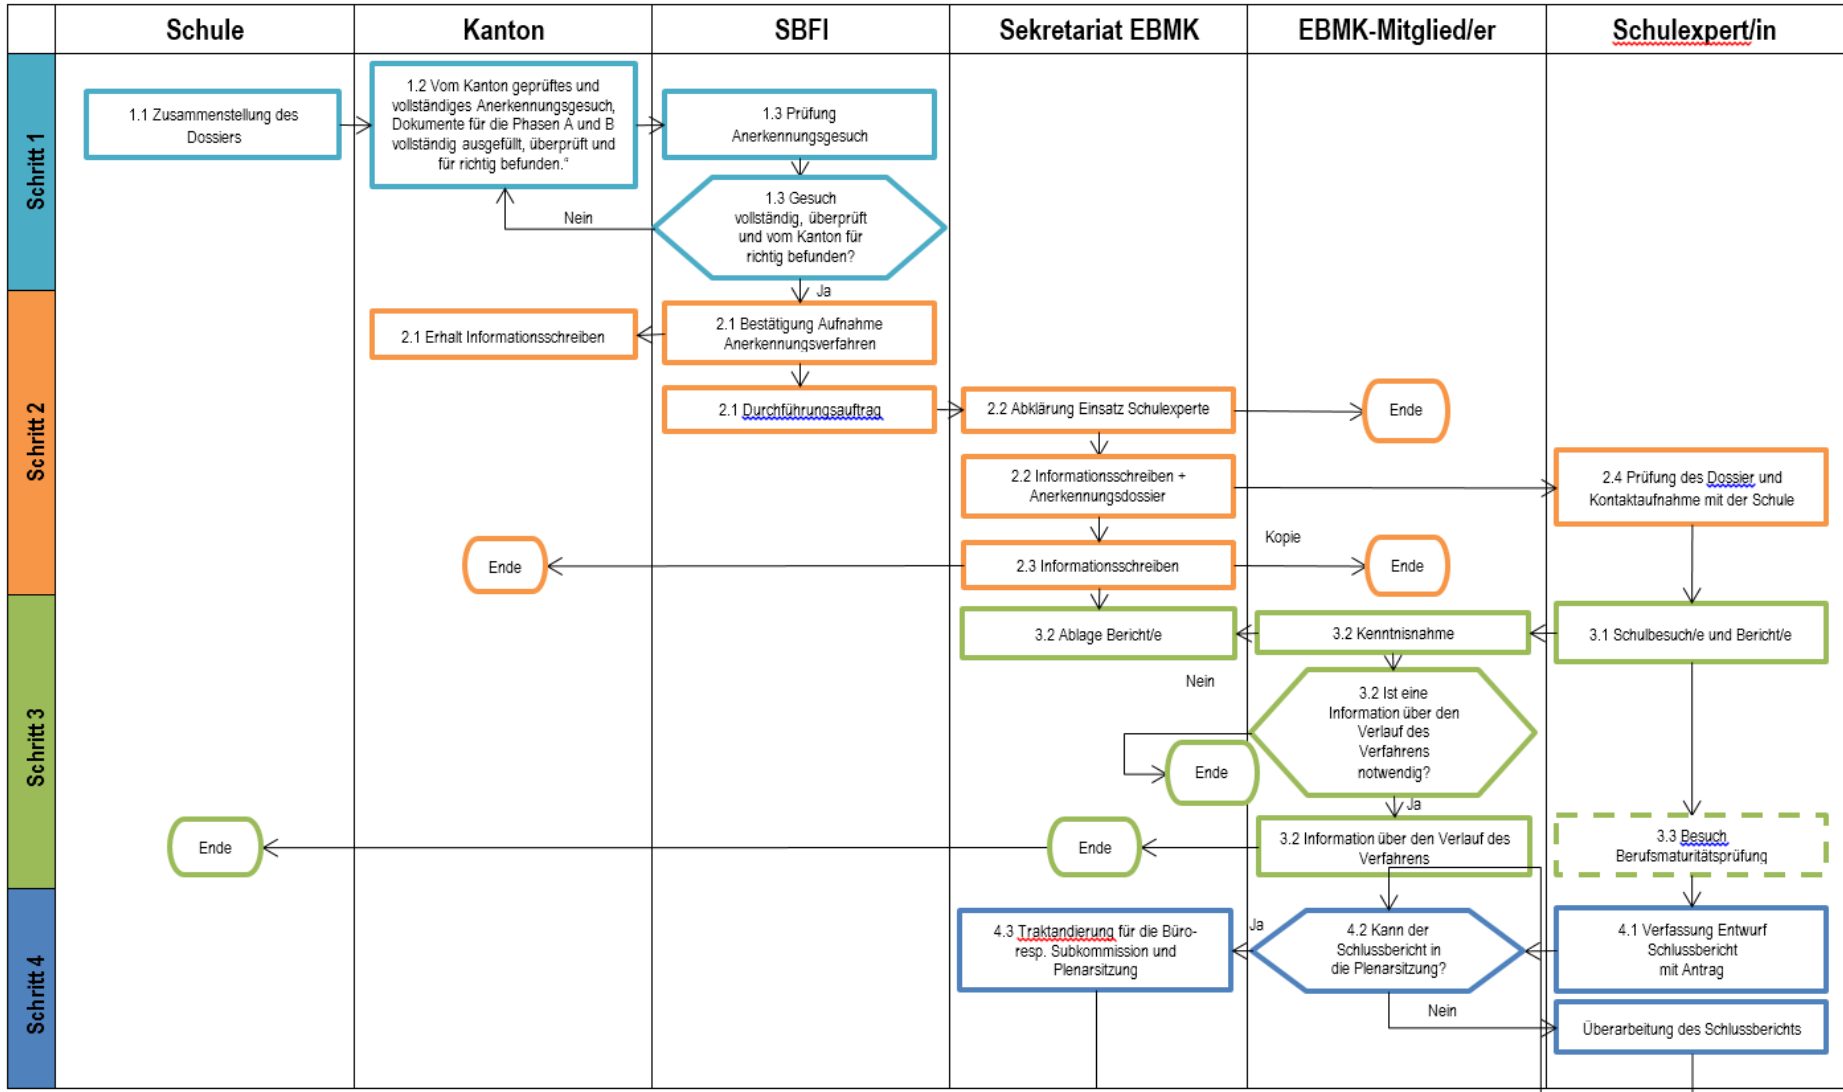 Schule
Kanton
SBFI
Sekretariat EBMK
EBMK-Mitglied/er
Schulexpert/in
Schritt 1
1.1 Zusammenstellung des
Dossiers
1.2 Vom Kanton geprüftes und
vollständiges Anerkennungsgesuch,
Dokumente für die Phasen A und B
vollständig ausgefüllt, überprüft und
für richtig befunden.“
1.3 Prüfung
Anerkennungsgesuch
1.3 Gesuch
vollständig, überprüft
und vom Kanton für
richtig befunden?
Nein
Ja
Schritt 2
2.1 Erhalt Informationsschreiben
2.1 Bestätigung Aufnahme
Anerkennungsverfahren
2.1 Durchführungsauftrag
2.2 Abklärung Einsatz Schulexperte
Ende
2.2 Informationsschreiben +
Anerkennungsdossier
2.4 Prüfung des Dossier und
Kontaktaufnahme mit der Schule
Ende
2.3 Informationsschreiben
Kopie
Ende
Schritt 3
3.2 Ablage Bericht/e
3.2 Kenntnisnahme
3.1 Schulbesuch/e und Bericht/e
Nein
3.2 Ist eine
Information über den
Verlauf des
Verfahrens
notwendig?
Ende
Ja
Ende
Ende
3.2 Information über den Verlauf des
Verfahrens
3.3 Besuch
Berufsmaturitätsprüfung
Schritt 4
4.3 Traktandierung für die Büro-
resp. Subkommission und
Plenarsitzung
Ja
4.2 Kann der
Schlussbericht in
die Plenarsitzung?
4.1 Verfassung Entwurf
Schlussbericht
mit Antrag
Nein
Überarbeitung des Schlussberichts